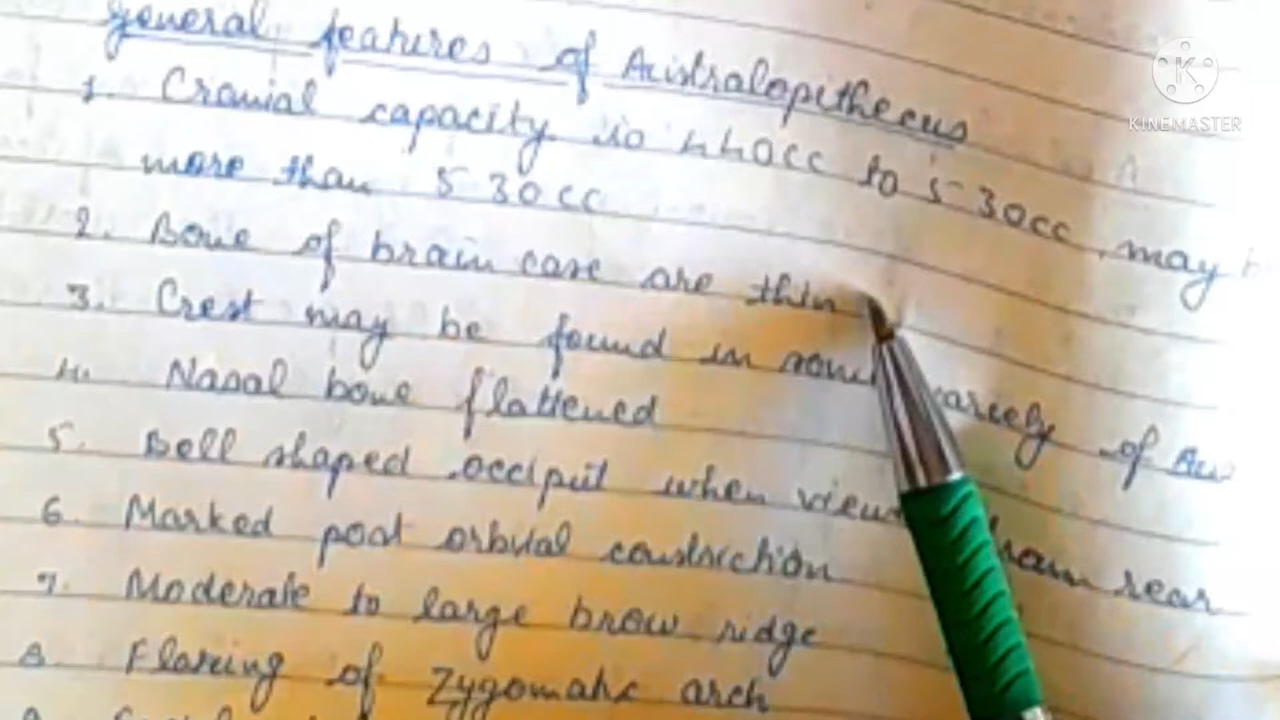 General features of Australopithecus
1. Cranial capacity is 440cc to 530cc, may
more than 530cc
2. Bone of brain case are thin
3. Crest may be found in some of
4. Nasal bone flattened
5. Bell shaped occiput when from rear
6. Marked post orbital constriction
7. Moderate to large brow ridge
8. Flaring of Zygomatic arch
KINEMASTER